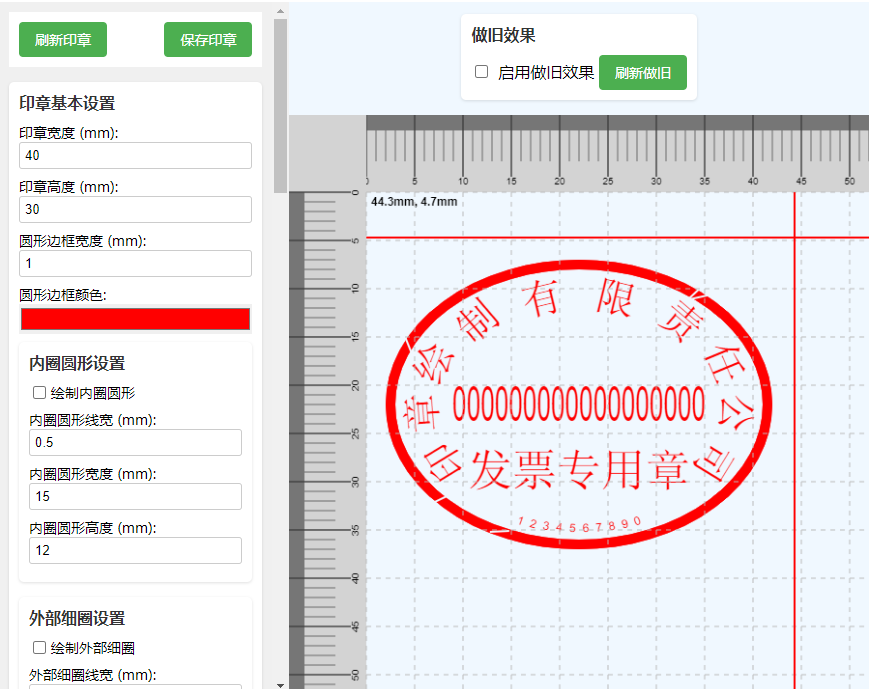 刷新印章 保存印章
印章基本设置
印章宽度 (mm):
40
印章高度 (mm):
30
圆形边框宽度 (mm):
1
圆形边框颜色:
内圈圆形设置
绘制内圈圆形
内圈圆形线宽 (mm):
0.5
内圈圆形宽度 (mm):
15
内圈圆形高度 (mm):
12
外部细圈设置
绘制外部细圈
外部细圈线宽 (mm):
做旧效果
启用做旧效果 刷新做旧
0 5 10 15 20 25 30 35 40 45 50
44.3mm, 4.7mm
0
5
10
15
20
25
30
35
40
45
50
印章绘制有限责任公司
000000000000000000
发票专用章
1234567890